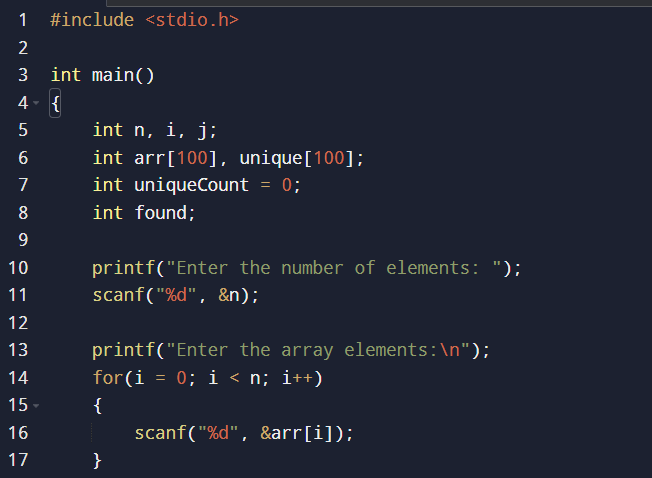 1 #include <stdio.h>
2
3 int main()
4 {
5     int n, i, j;
6     int arr[100], unique[100];
7     int uniqueCount = 0;
8     int found;
9
10     printf("Enter the number of elements: ");
11     scanf("%d", &n);
12
13     printf("Enter the array elements:\n");
14     for(i = 0; i < n; i++)
15     {
16         scanf("%d", &arr[i]);
17     }